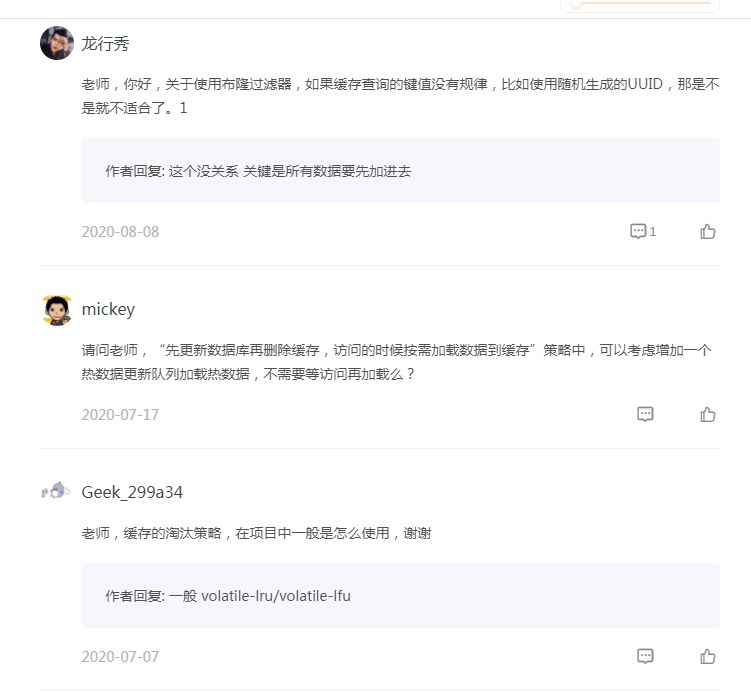 龙行秀
老师，你好，关于使用布隆过滤器，如果缓存查询的键值没有规律，比如使用随机生成的UUID，那是不
是就不适合了。1
作者回复: 这个没关系 关键是所有数据要先加进去
2020-08-08
1
mickey
请问老师，“先更新数据库再删除缓存，访问的时候按需加载数据到缓存”策略中，可以考虑增加一个
热数据更新队列加载热数据，不需要等访问再加载么？
2020-07-17
Geek_299a34
老师，缓存的淘汰策略，在项目中一般是怎么使用，谢谢
作者回复: 一般 volatile-lru/volatile-lfu
2020-07-07